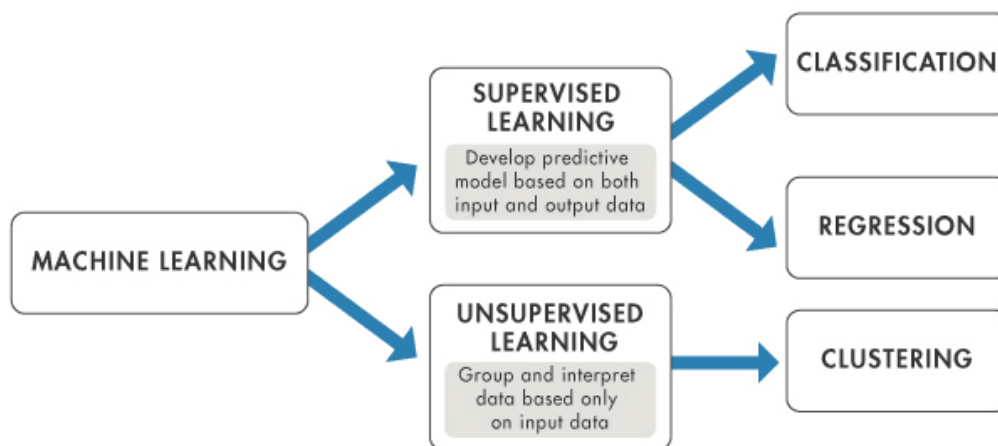 MACHINE LEARNING
SUPERVISED
LEARNING
Develop predictive
model based on both
input and output data
UNSUPERVISED
LEARNING
Group and interpret
data based only
on input data
CLASSIFICATION
REGRESSION
CLUSTERING